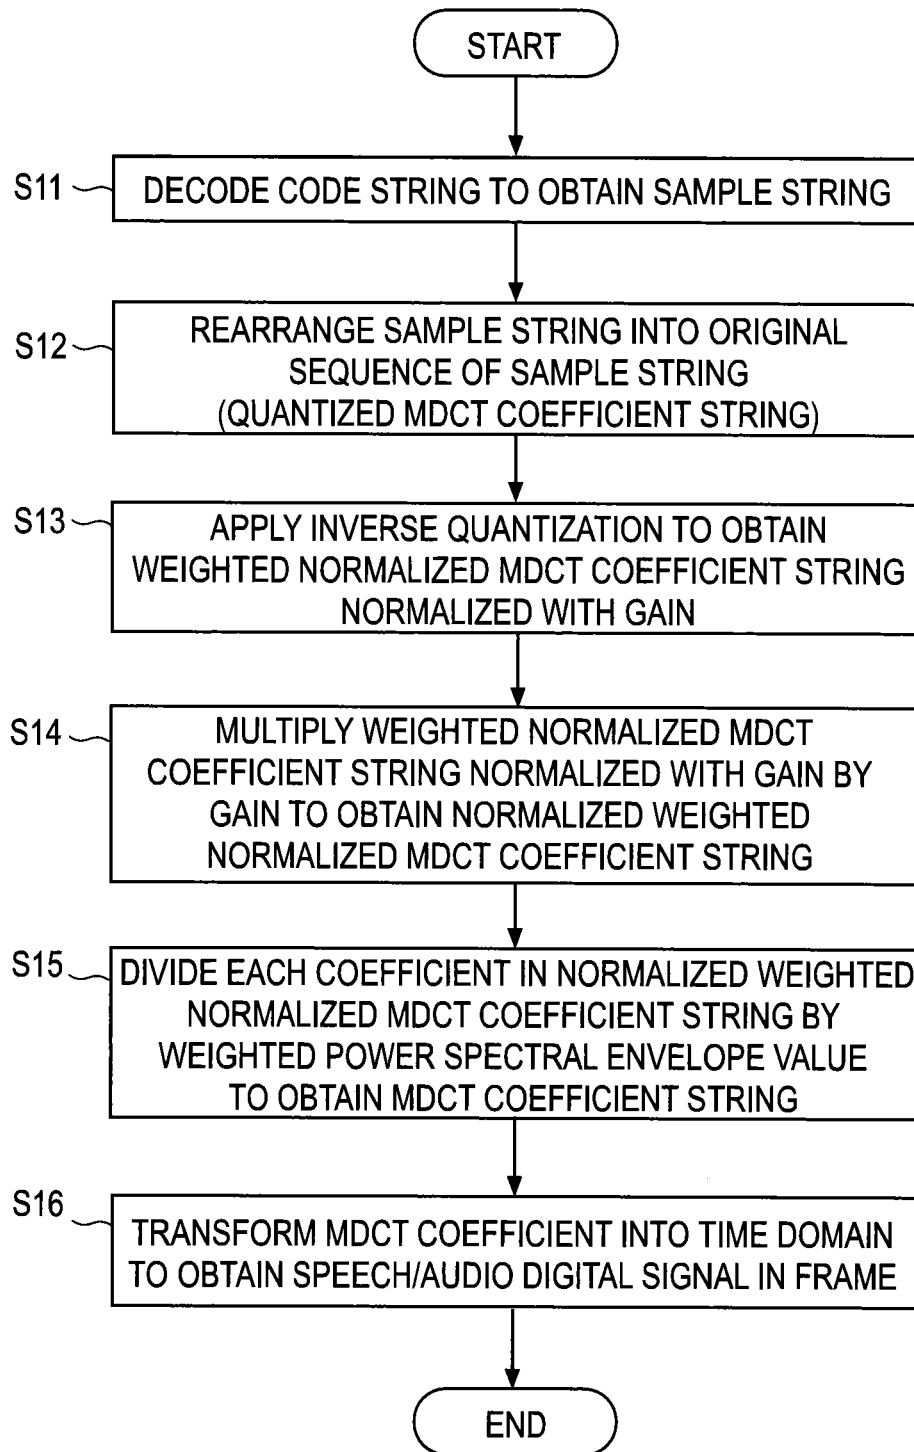 START
S11
DECODE CODE STRING TO OBTAIN SAMPLE STRING
S12
REARRANGE SAMPLE STRING INTO ORIGINAL
SEQUENCE OF SAMPLE STRING
(QUANTIZED MDCT COEFFICIENT STRING)
S13
APPLY INVERSE QUANTIZATION TO OBTAIN
WEIGHTED NORMALIZED MDCT COEFFICIENT STRING
NORMALIZED WITH GAIN
S14
MULTIPLY WEIGHTED NORMALIZED MDCT
COEFFICIENT STRING NORMALIZED WITH GAIN BY
GAIN TO OBTAIN NORMALIZED WEIGHTED
NORMALIZED MDCT COEFFICIENT STRING
S15
DIVIDE EACH COEFFICIENT IN NORMALIZED WEIGHTED
NORMALIZED MDCT COEFFICIENT STRING BY
WEIGHTED POWER SPECTRAL ENVELOPE VALUE
TO OBTAIN MDCT COEFFICIENT STRING
S16
TRANSFORM MDCT COEFFICIENT INTO TIME DOMAIN
TO OBTAIN SPEECH/AUDIO DIGITAL SIGNAL IN FRAME
END